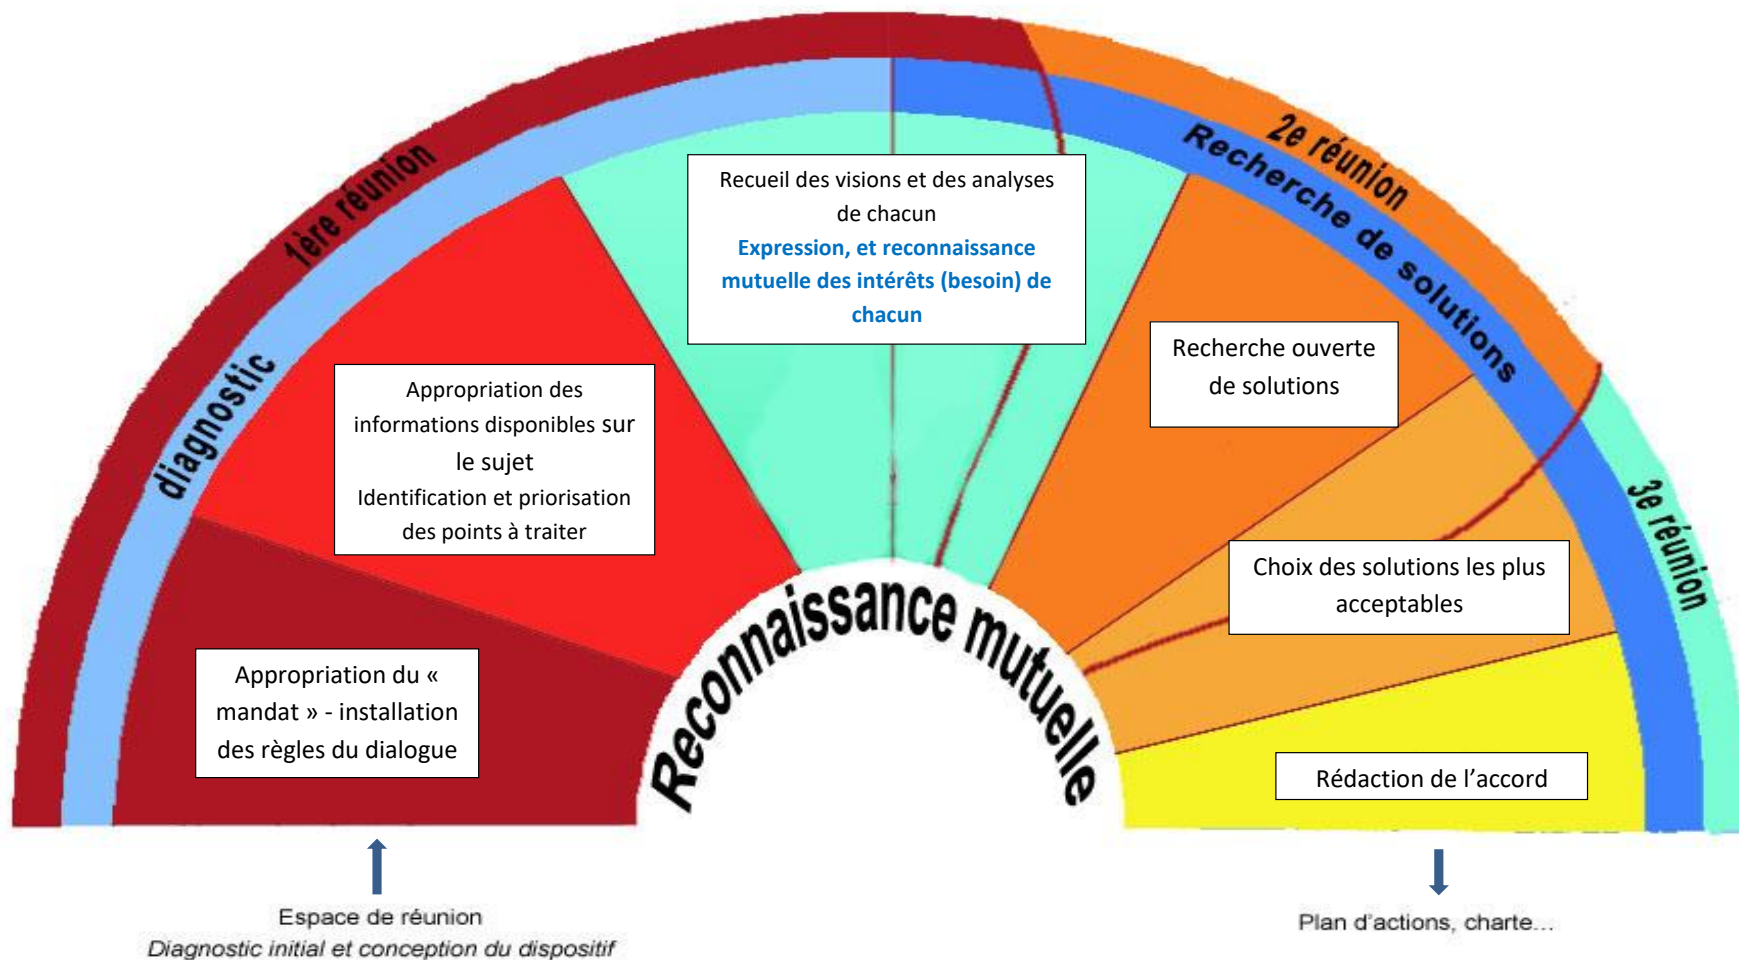 1ère réunion
2e réunion
3e réunion
diagnostic
Recherche de solutions
Recueil des visions et des analyses
de chacun
Expression, et reconnaissance
mutuelle des intérêts (besoin) de
chacun
Recherche ouverte
de solutions
Appropriation des
informations disponibles sur
le sujet
Identification et priorisation
des points à traiter
Choix des solutions les plus
acceptables
Appropriation du «
mandat » - installation
des règles du dialogue
Rédaction de l’accord
Reconnaissance mutuelle
Espace de réunion
Diagnostic initial et conception du dispositif
Plan d’actions, charte...